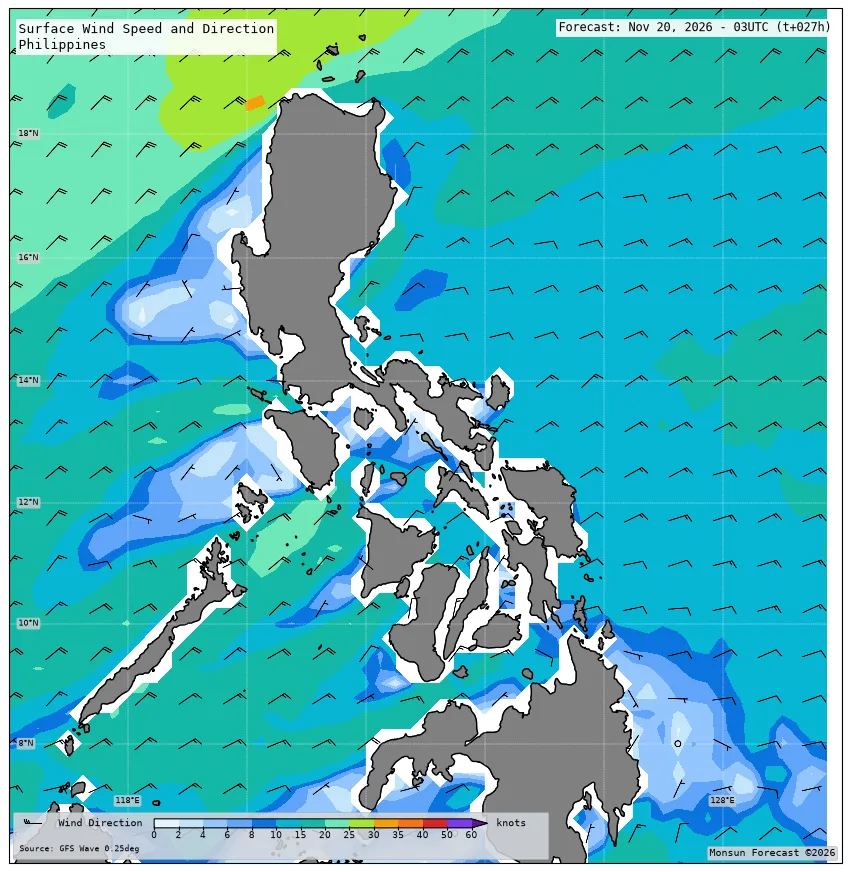 Surface Wind Speed and Direction
Philippines
Forecast: Nov 20, 2026 - 03UTC (t+027h)
18°N
16°N
14°N
12°N
10°N
8°N
118°E
128°E
Wind Direction
0 2 4 6 8 10 15 20 25 30 35 40 50 60
knots
Source: GFS Wave 0.25deg
Monsun Forecast ©2026